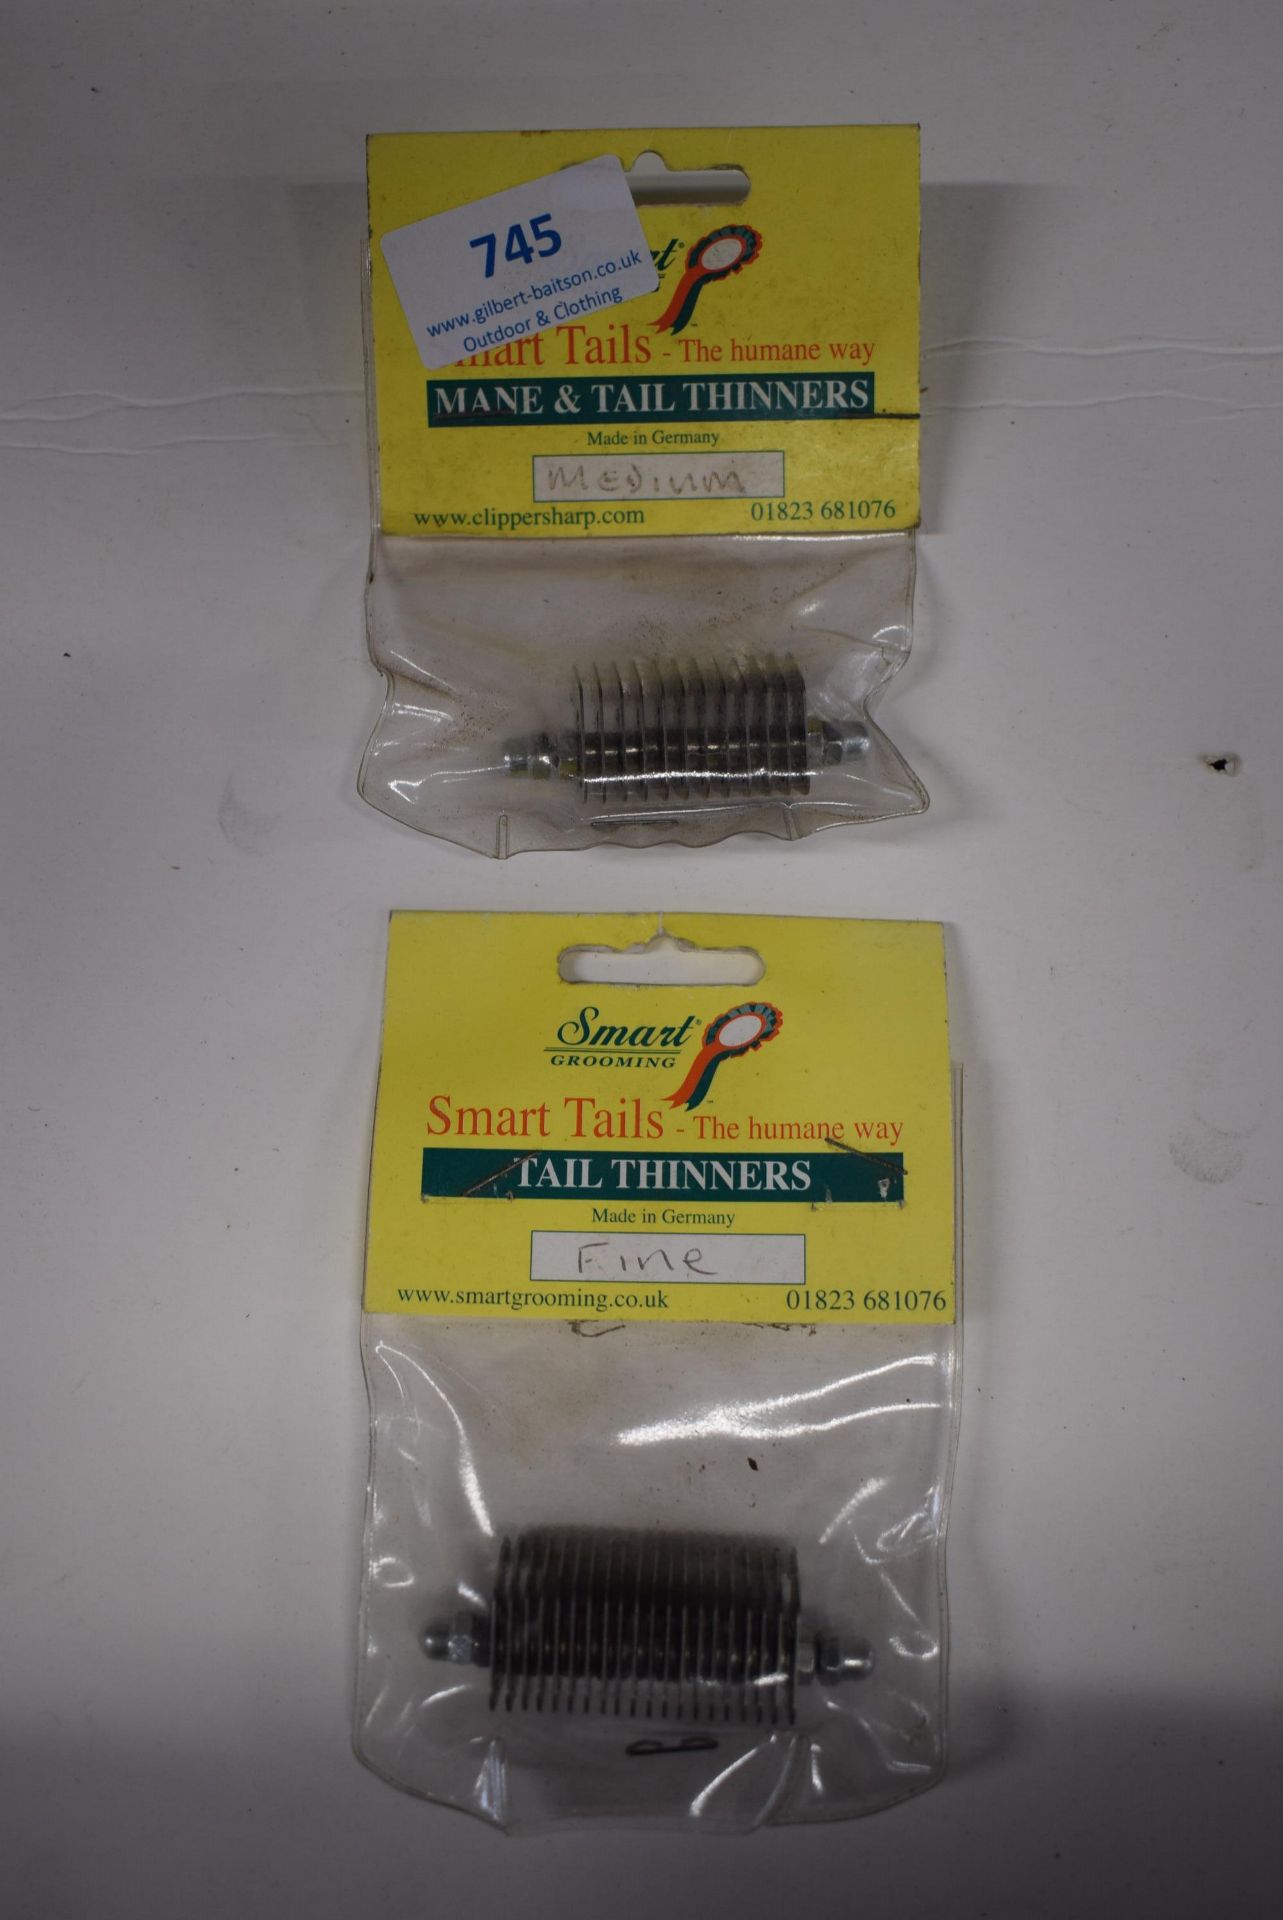 745
www.gilbert-baitson.co.uk
Outdoor & Clothing
Tails - The humane way
MANE & TAIL THINNERS
Made in Germany
MEDIUM
www.clippersharp.com 01823 681076
Smart®
GROOMING
Smart Tails - The humane way
TAIL THINNERS
Made in Germany
Fine
www.smartgrooming.co.uk 01823 681076